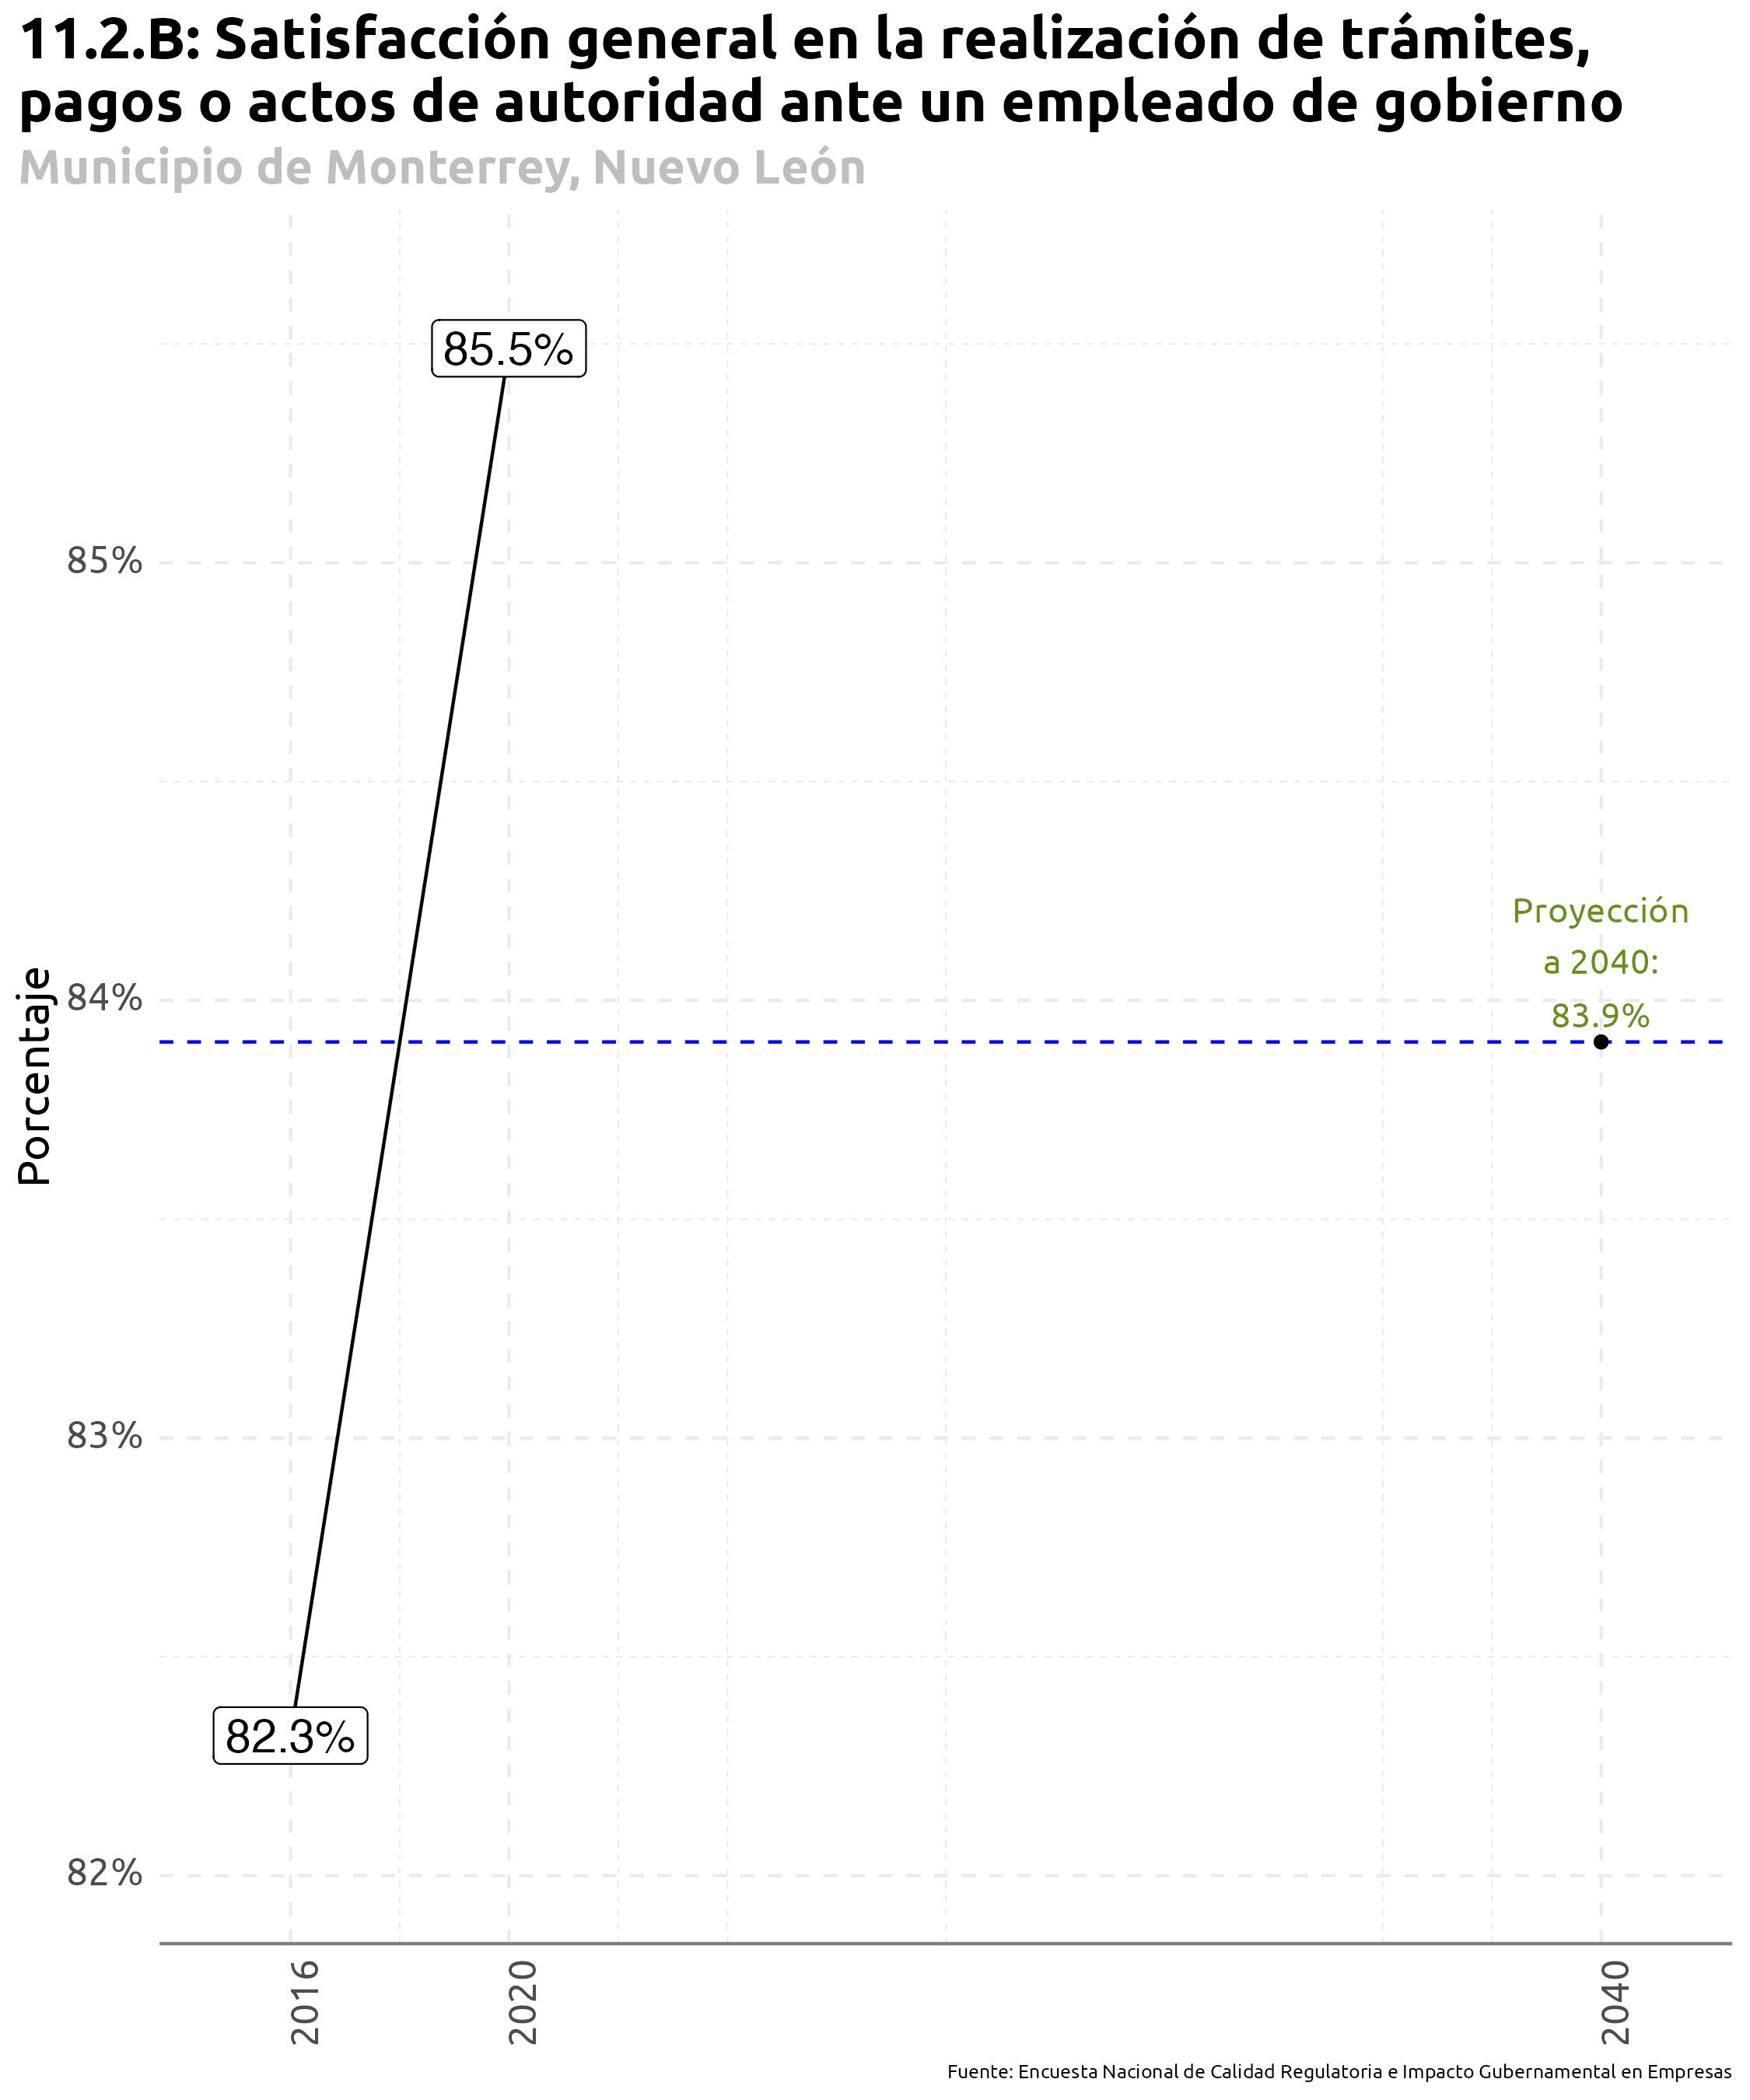 11.2.B: Satisfacción general en la realización de trámites,
pagos o actos de autoridad ante un empleado de gobierno
Municipio de Monterrey, Nuevo León
85.5%
85%
Proyección
a 2040:
83.9%
84%
Porcentaje
83%
82.3%
82%
2016
2020
2040
Fuente: Encuesta Nacional de Calidad Regulatoria e Impacto Gubernamental en Empresas